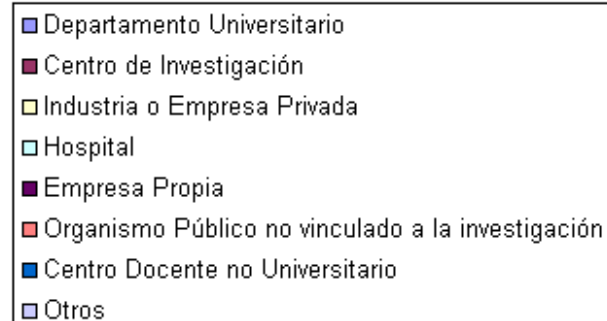 Departamento Universitario
Centro de Investigación
Industria o Empresa Privada
Hospital
Empresa Propia
Organismo Público no vinculado a la investigación
Centro Docente no Universitario
Otros